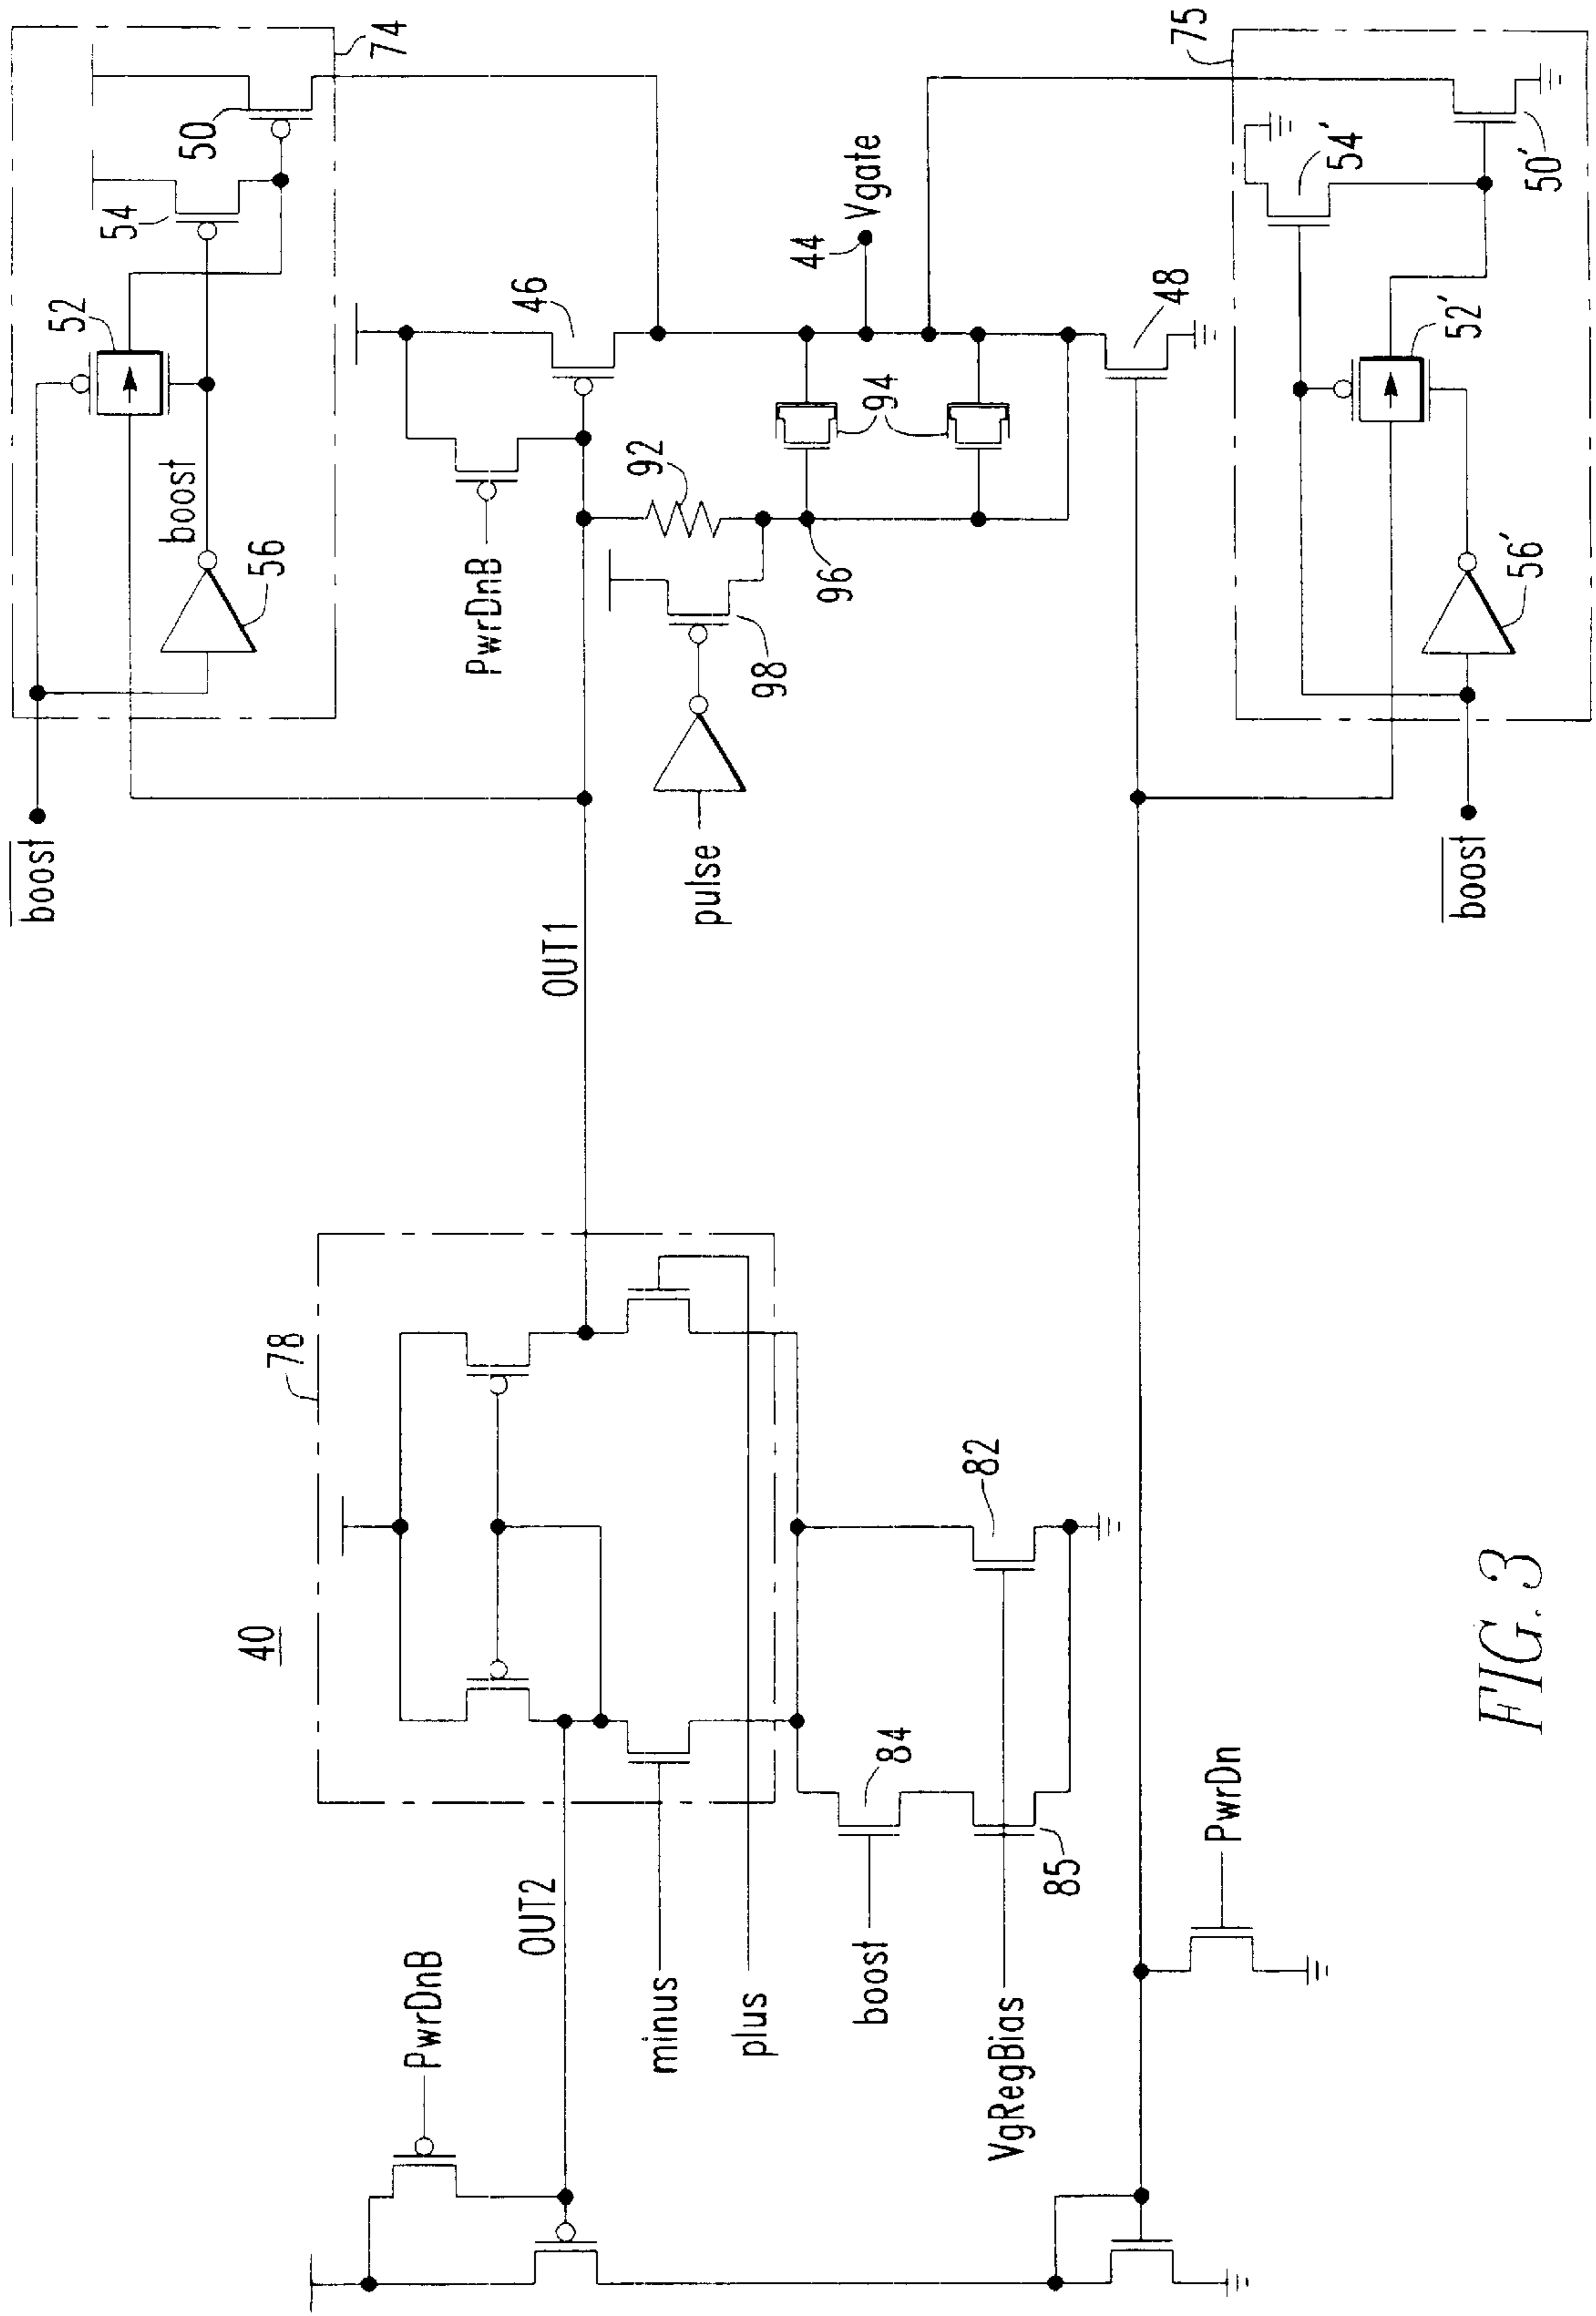 boost
74
50
54
52
boost
56
46
PwrDnB
92
98
96
94
44
Vgate
48
pulse
OUT1
75
54'
50'
52'
56'
boost
40
78
82
84
85
OUT2
PwrDnB
minus
plus
boost
VgRegBias
PwrDn
FIG. 3